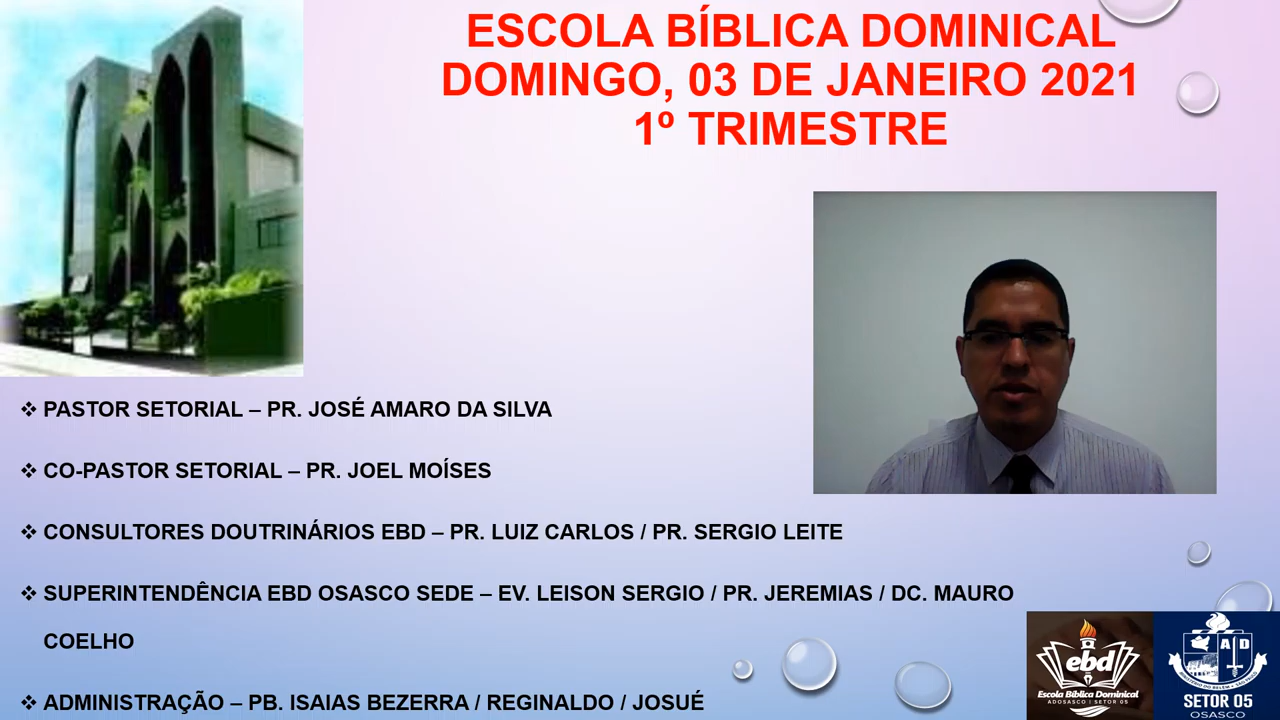 ESCOLA BÍBLICA DOMINICAL
DOMINGO, 03 DE JANEIRO 2021
1º TRIMESTRE
❖ PASTOR SETORIAL – PR. JOSÉ AMARO DA SILVA
❖ CO-PASTOR SETORIAL – PR. JOEL MOÍSES
❖ CONSULTORES DOUTRINÁRIOS EBD – PR. LUIZ CARLOS / PR. SERGIO LEITE
❖ SUPERINTENDÊNCIA EBD OSASCO SEDE – EV. LEISON SERGIO / PR. JEREMIAS / DC. MAURO
COELHO
❖ ADMINISTRAÇÃO – PB. ISAIAS BEZERRA / REGINALDO / JOSUÉ
ebd
Escola Bíblica Dominical
ADOSASCO | SETOR 05
A D
SETOR 05
OSASCO